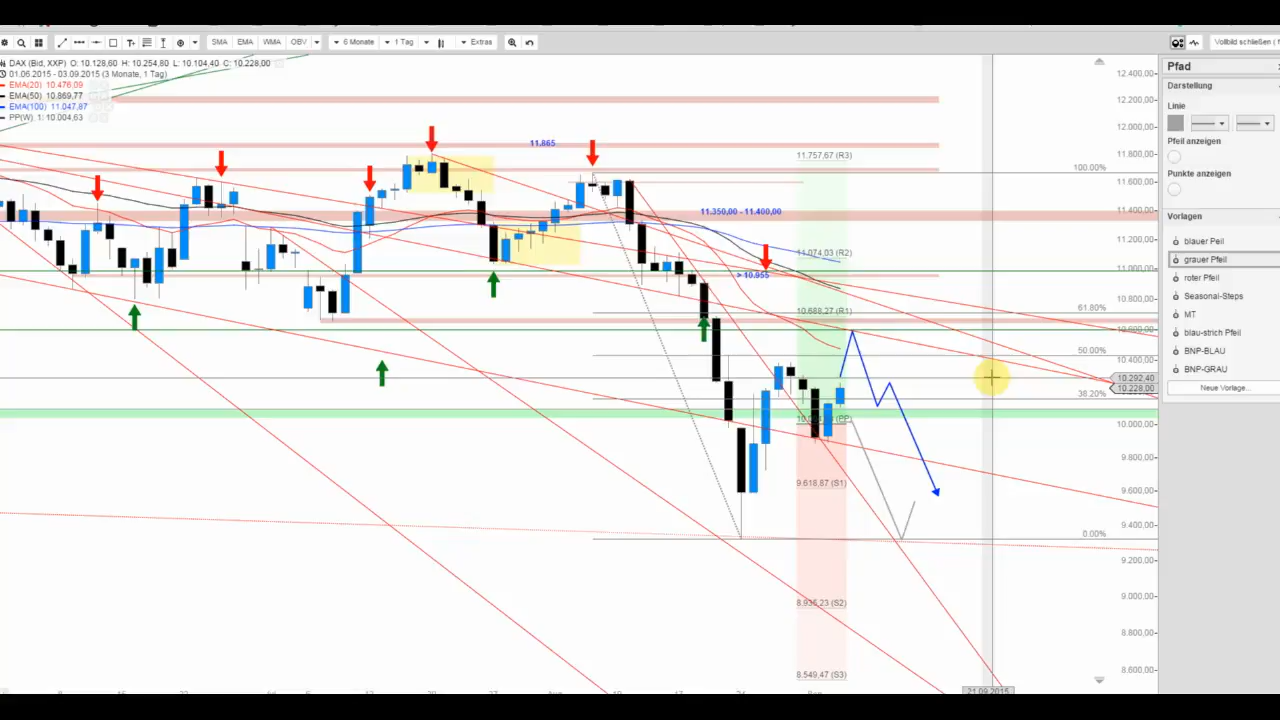 SMA EMA WMA OBV 6 Monate 1 Tag Extras Vollbild schließen (
DAX (Bid, XXP) O: 10.128,60 H: 10.254,80 L: 10.104,40 C: 10.228,00
01.06.2015 - 03.09.2015 (3 Monate, 1 Tag)
EMA(20) 10.476,09
EMA(50) 10.869,77
EMA(100) 11.047,87
PP(W) 1: 10.004,63
11.865
11.757,67 (R3)
100.00%
11.350,00 - 11.400,00
11.074,03 (R2)
> 10.955
10.688,27 (R1)
61.80%
50.00%
38.20%
(PP)
9.618,87 (S1)
0.00%
8.935,23 (S2)
8.549,47 (S3)
12.400,00
12.200,00
12.000,00
11.800,00
11.600,00
11.400,00
11.200,00
11.000,00
10.800,00
10.600,00
10.400,00
10.292,40
10.228,00
10.000,00
9.800,00
9.600,00
9.400,00
9.200,00
9.000,00
8.800,00
8.600,00
21.09.2015
Pfad
Darstellung
Linie
Pfeil anzeigen
Punkte anzeigen
Vorlagen
blauer Peil
grauer Pfeil
roter Pfeil
Seasonal-Steps
MT
blau-strich Pfeil
BNP-BLAU
BNP-GRAU
Neue Vorlage...